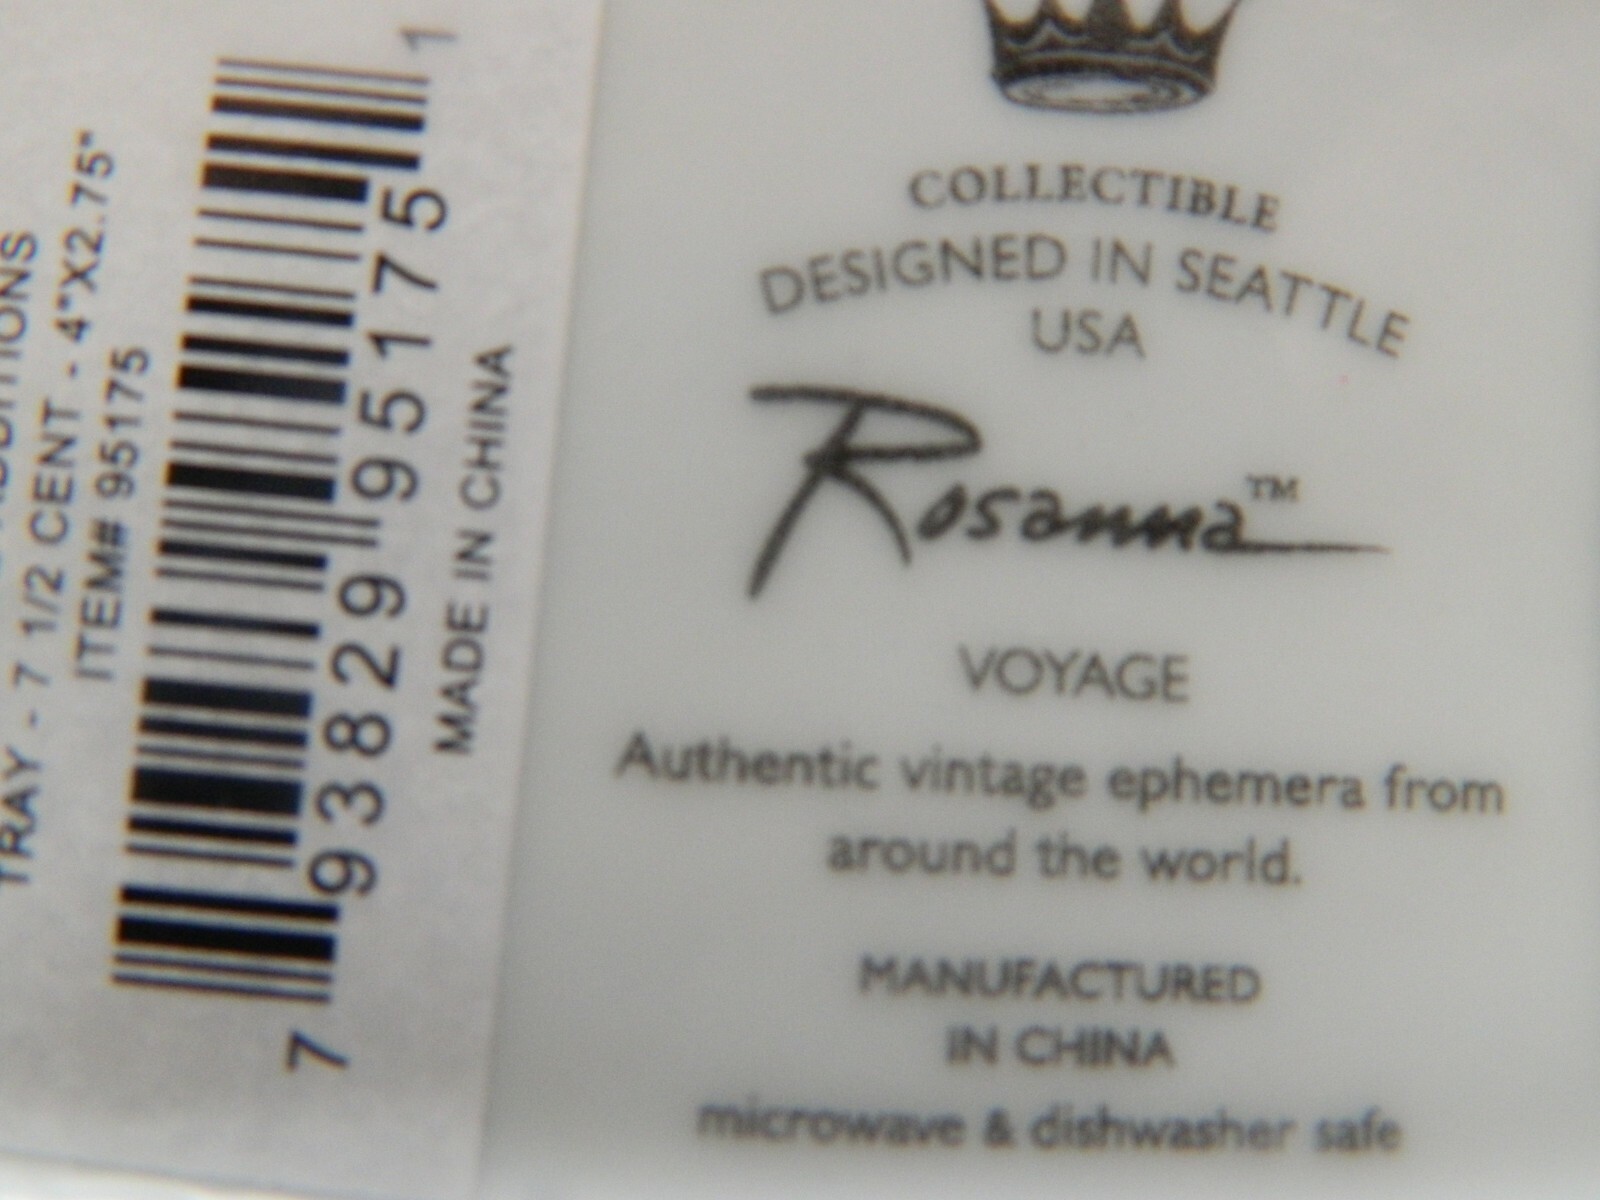 TRAY - 7 1/2 CENT - 4"X2.75"
ITEM# 95175
7 93829 95175 1
MADE IN CHINA
COLLECTIBLE
DESIGNED IN SEATTLE
USA
Rosanna™
VOYAGE
Authentic vintage ephemera from
around the world.
MANUFACTURED
IN CHINA
microwave & dishwasher safe